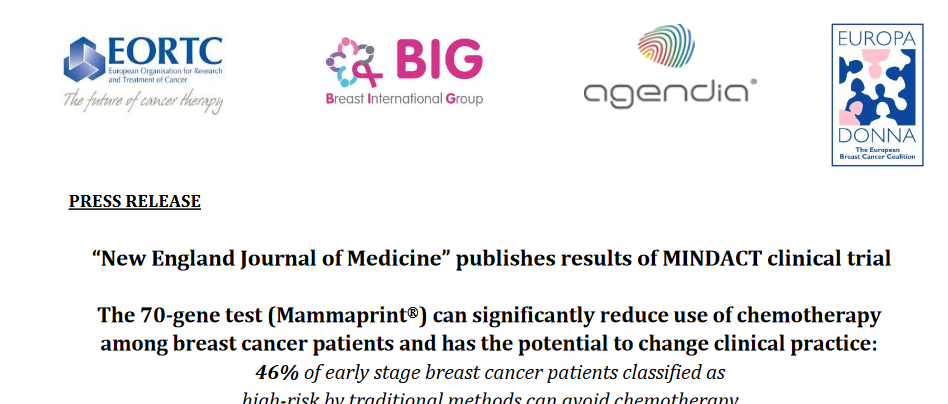 EORTC
European Organisation for Research
and Treatment of Cancer
The future of cancer therapy
BIG
Breast International Group
agendia®
EUROPA
DONNA
The European
Breast Cancer Coalition
PRESS RELEASE
“New England Journal of Medicine” publishes results of MINDACT clinical trial
The 70-gene test (Mammaprint®) can significantly reduce use of chemotherapy
among breast cancer patients and has the potential to change clinical practice:
46% of early stage breast cancer patients classified as
high-risk by traditional methods can avoid chemotherapy